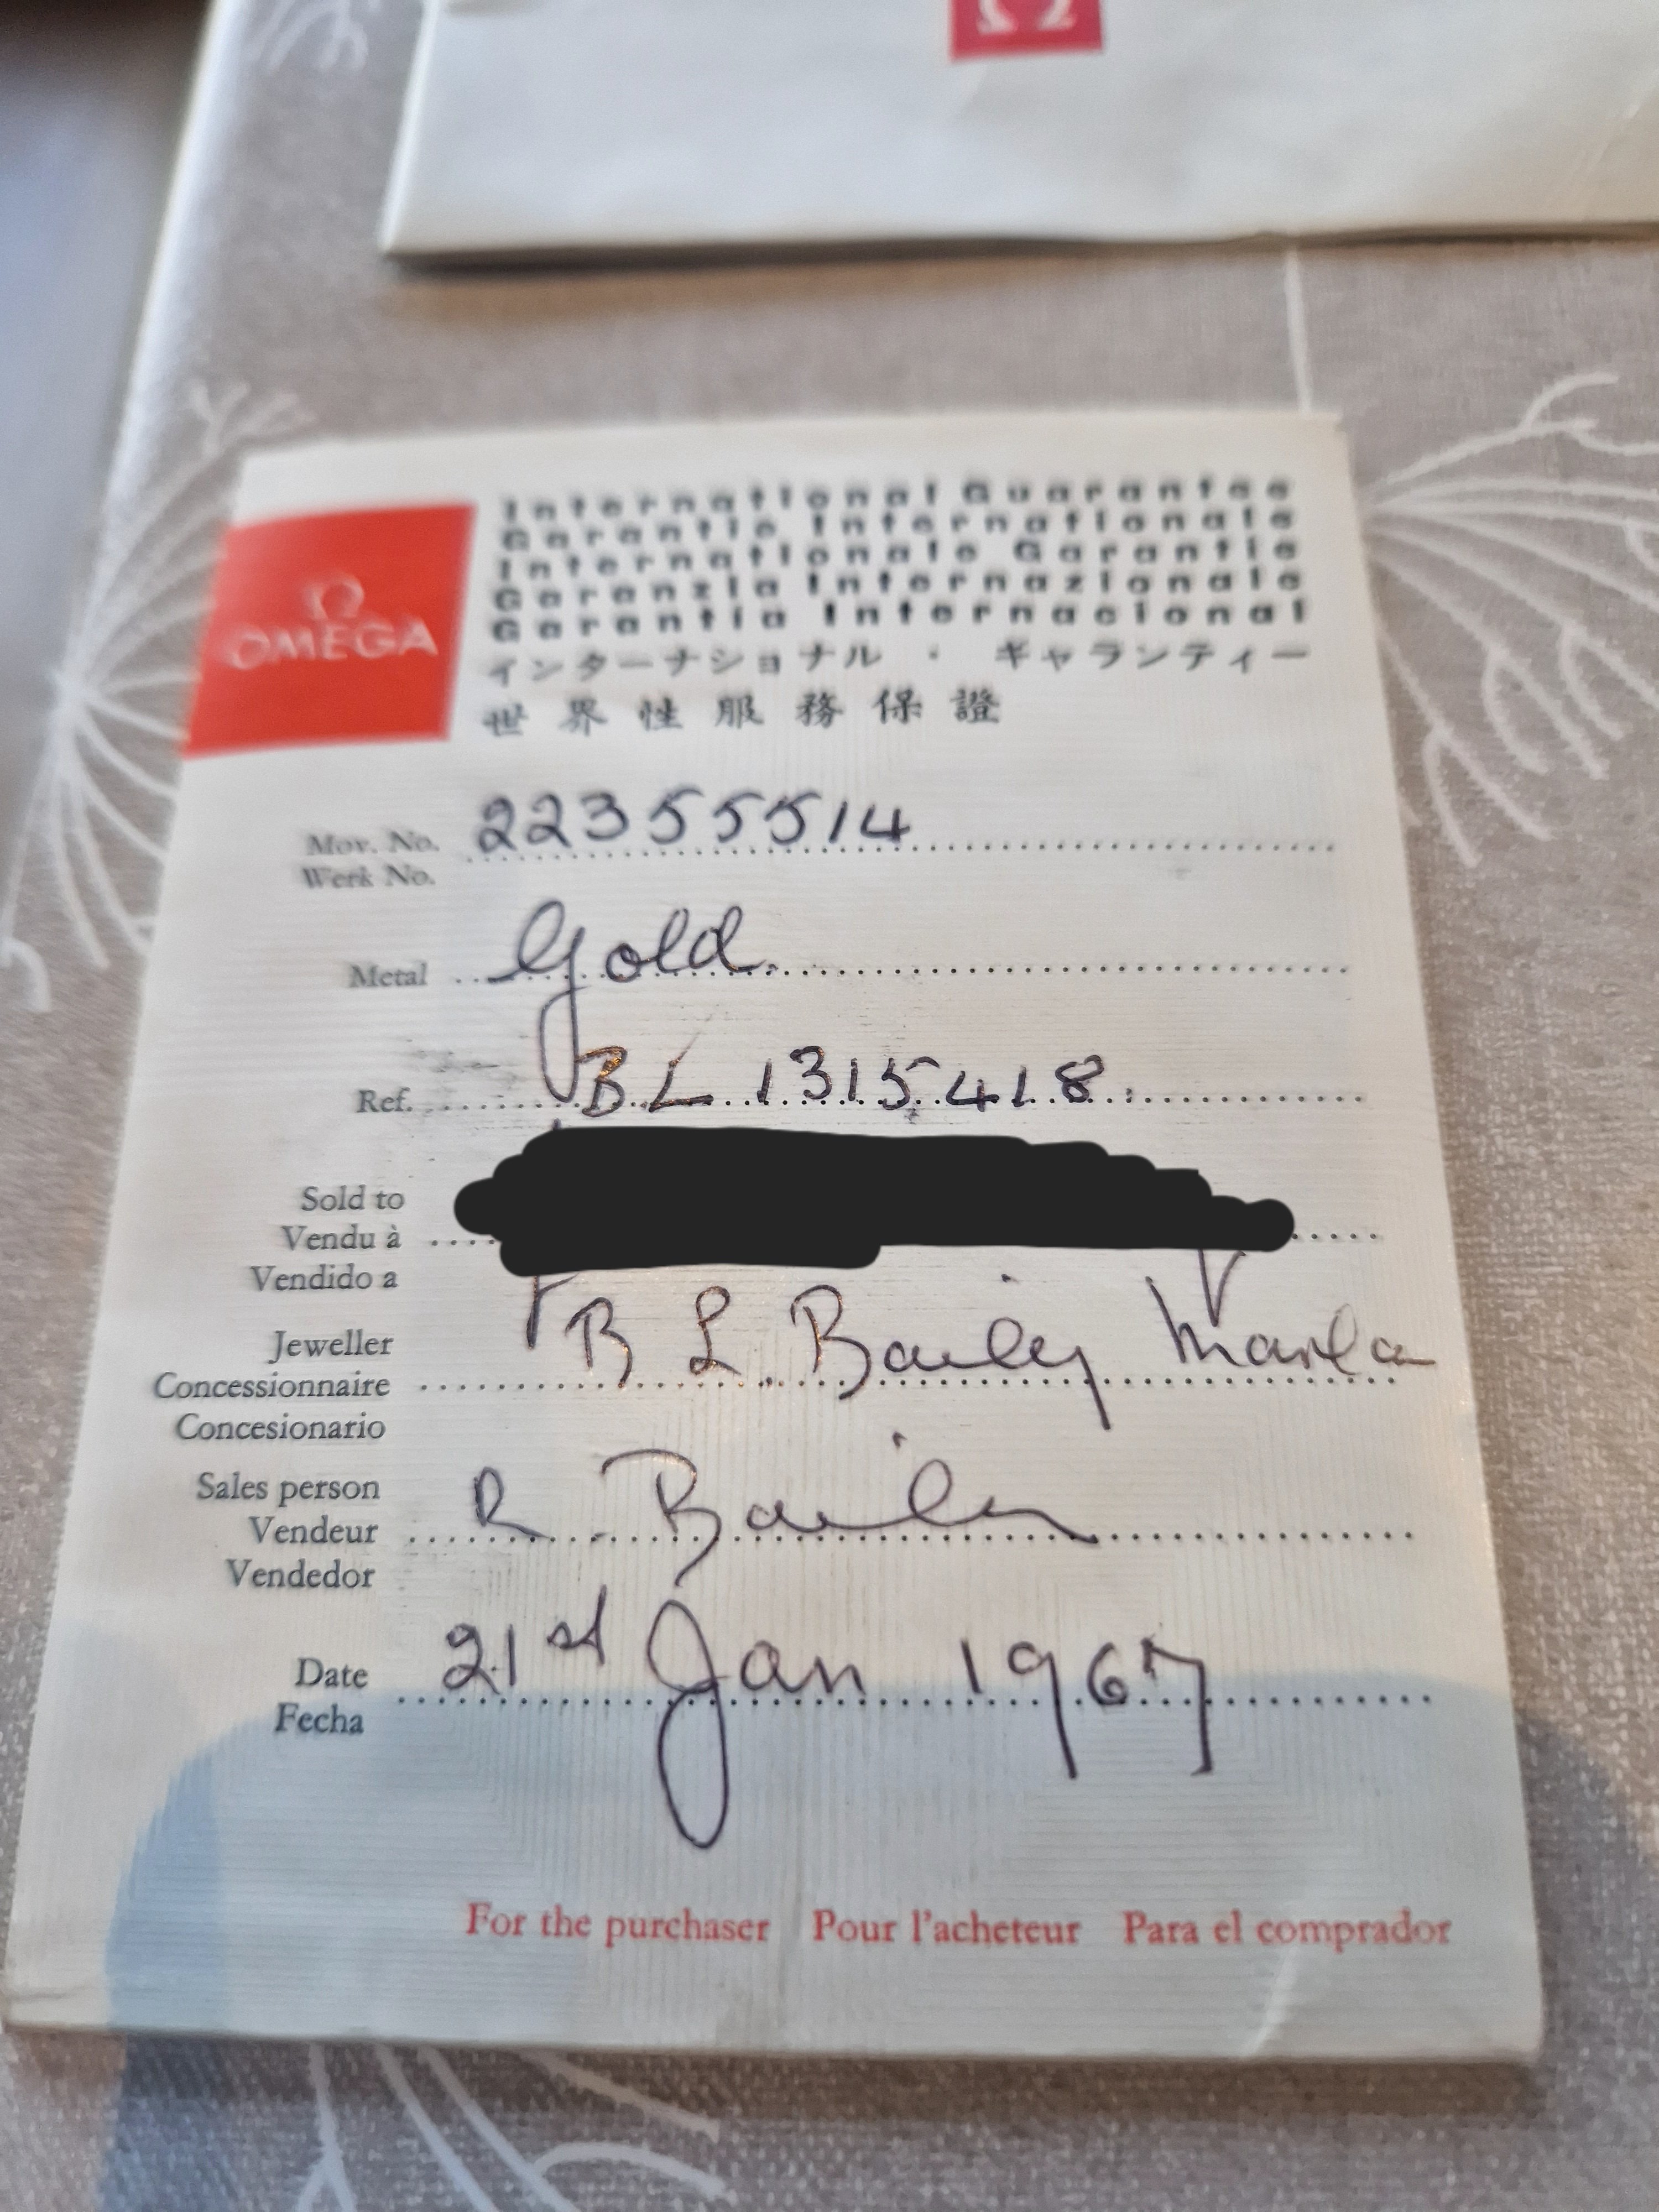 Ω
Ω
OMEGA
International Guarantee
Garantie Internationale
Internationale Garantie
Garanzia Internazionale
Garantia Internacional
インターナショナル ・ ギャランティー
世界性服務保證
Mov. No. 22355514
Werk No.
Metal Gold
Ref. BL 1315418.
Sold to
Vendu à
Vendido a
Jeweller B L. Bailey
Concessionnaire
Concesionario
Sales person R. Bailey
Vendeur
Vendedor
Date 21st Jan 1967
Fecha
For the purchaser Pour l'acheteur Para el comprador